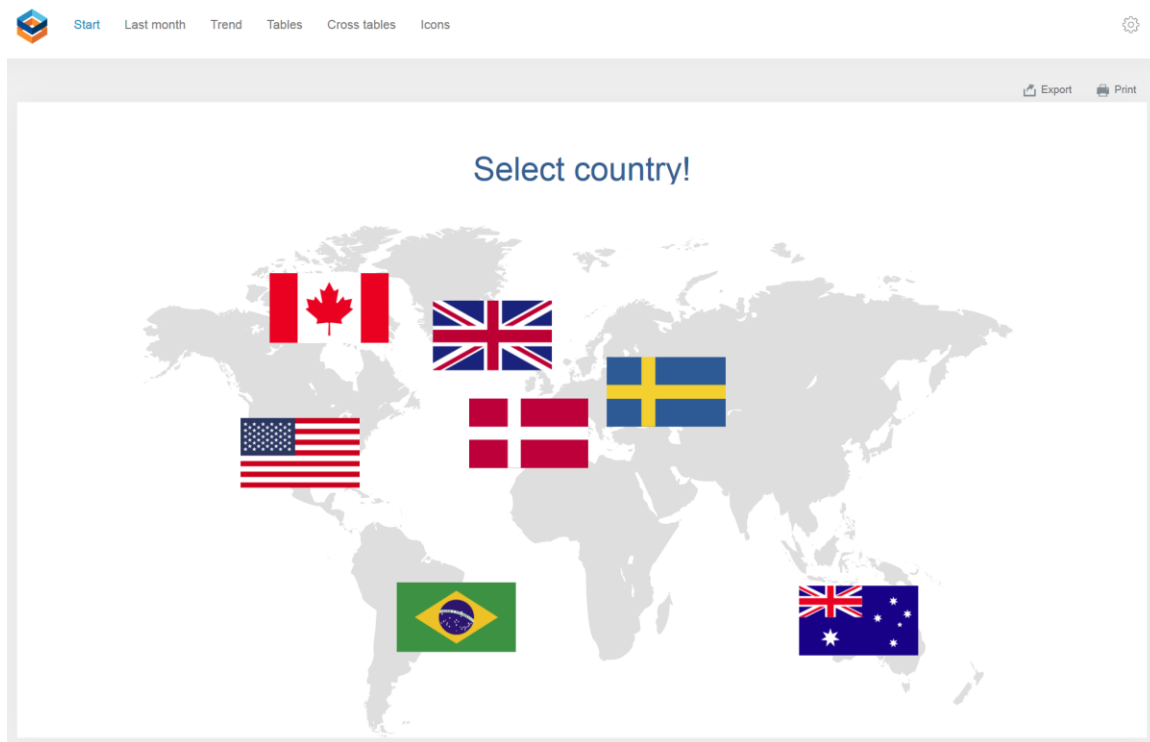 Start Last month Trend Tables Cross tables Icons
Export Print
Select country!